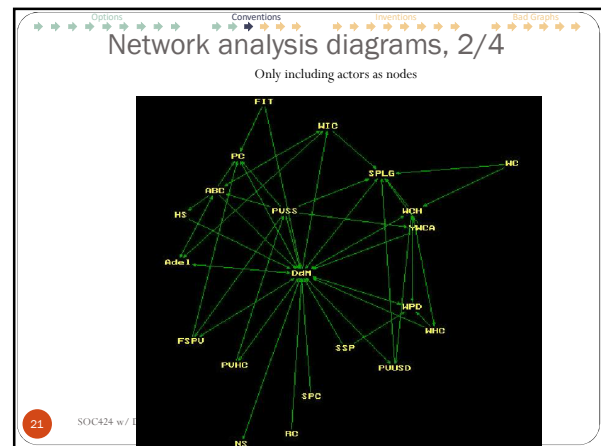 Options Conventions Inventions Bad Graphs
Network analysis diagrams, 2/4
Only including actors as nodes
FIT
WIC
PC
SPLG
WC
ABC
HS
PVSS
WCH
YWCA
Adel
DdM
WPD
WHC
FSPV
SSP
PVHC
PVUSD
SPC
RC
NS
21 SOC424 w/